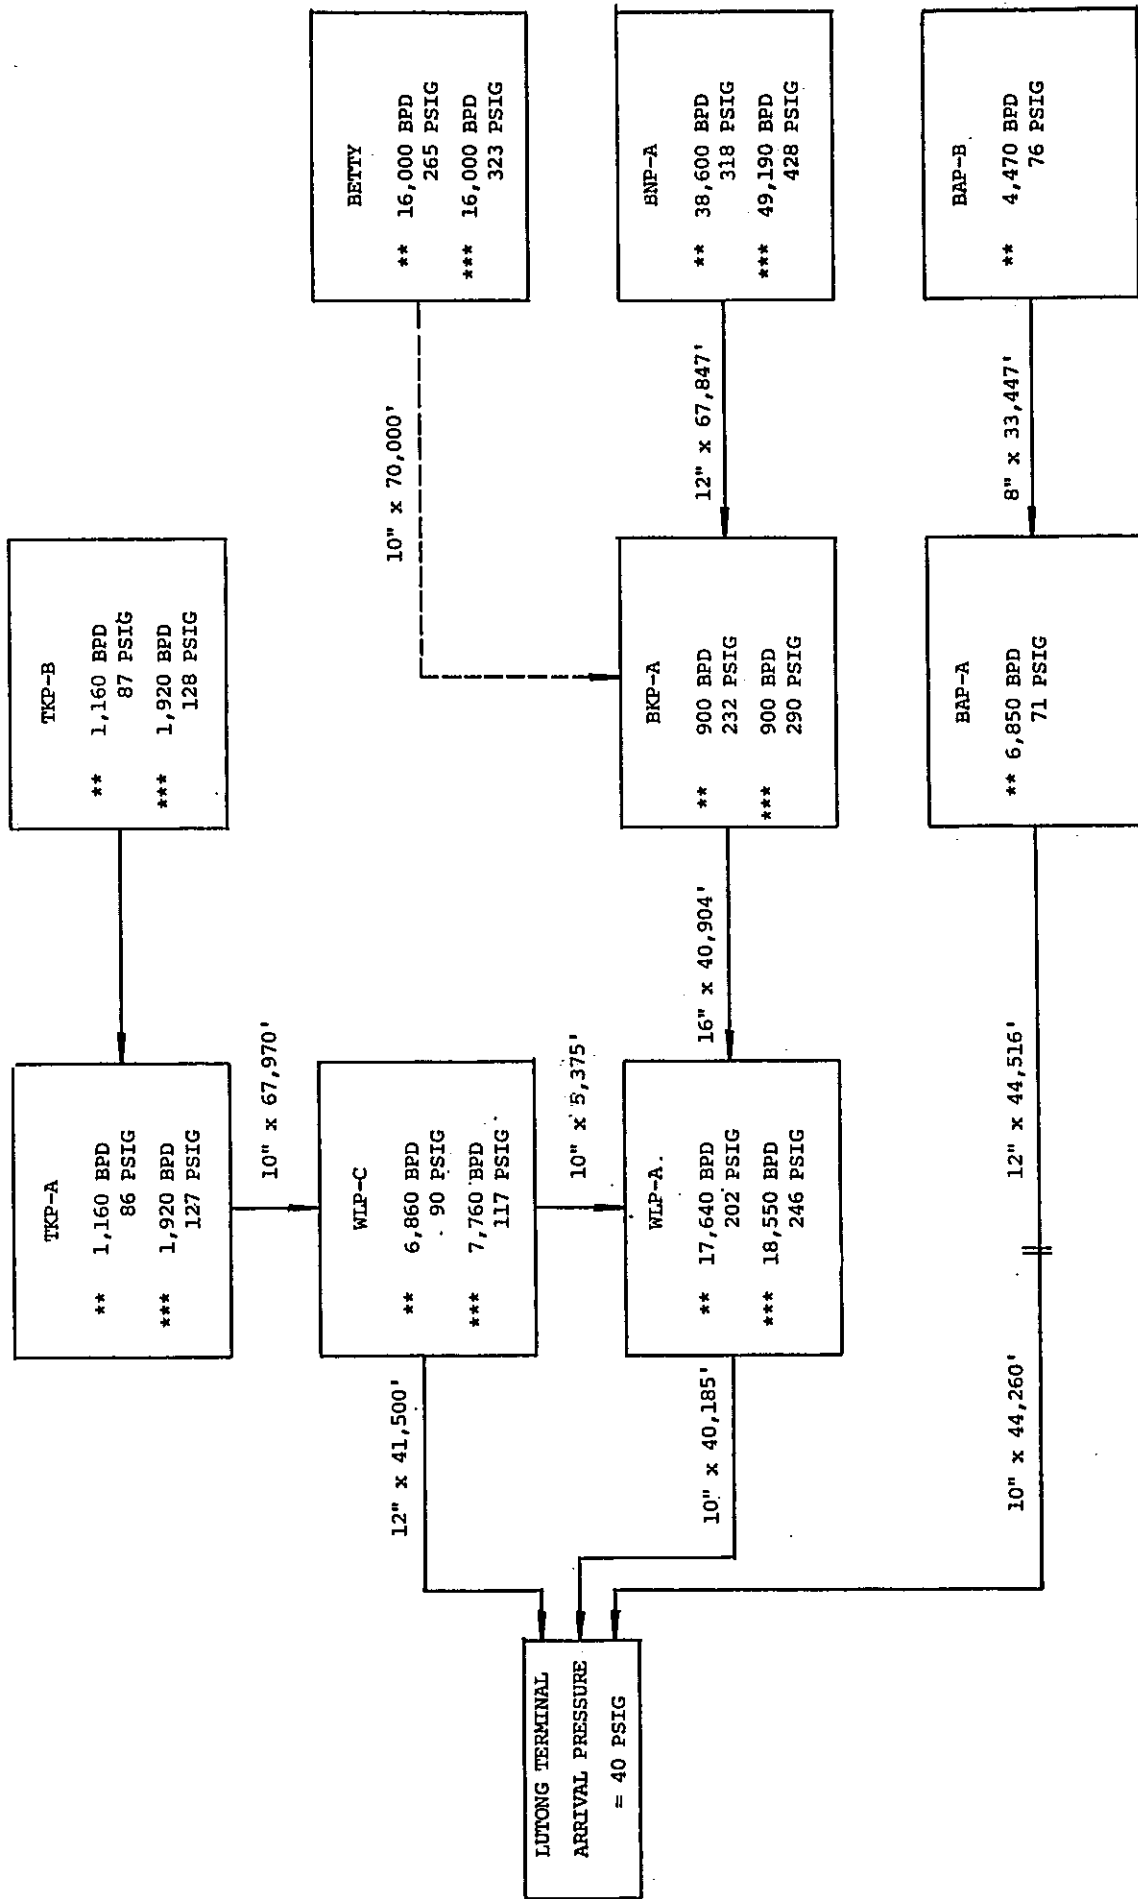 TKP-B
** 1,160 BPD
87 PSIG
*** 1,920 BPD
128 PSIG
BETTY
** 16,000 BPD
265 PSIG
*** 16,000 BPD
323 PSIG
BNP-A
** 38,600 BPD
318 PSIG
*** 49,190 BPD
428 PSIG
BAP-B
** 4,470 BPD
76 PSIG
10" x 70,000'
12" x 67,847'
8" x 33,447'
TKP-A
** 1,160 BPD
86 PSIG
*** 1,920 BPD
127 PSIG
10" x 67,970'
WLP-C
** 6,860 BPD
90 PSIG
*** 7,760 BPD
117 PSIG
10" x 5,375'
WLP-A.
** 17,640 BPD
202 PSIG
*** 18,550 BPD
246 PSIG
BKP-A
** 900 BPD
232 PSIG
*** 900 BPD
290 PSIG
16" x 40,904'
BAP-A
** 6,850 BPD
71 PSIG
12" x 44,516'
12" x 41,500'
10" x 40,185'
10" x 44,260'
LUTONG TERMINAL
ARRIVAL PRESSURE
= 40 PSIG